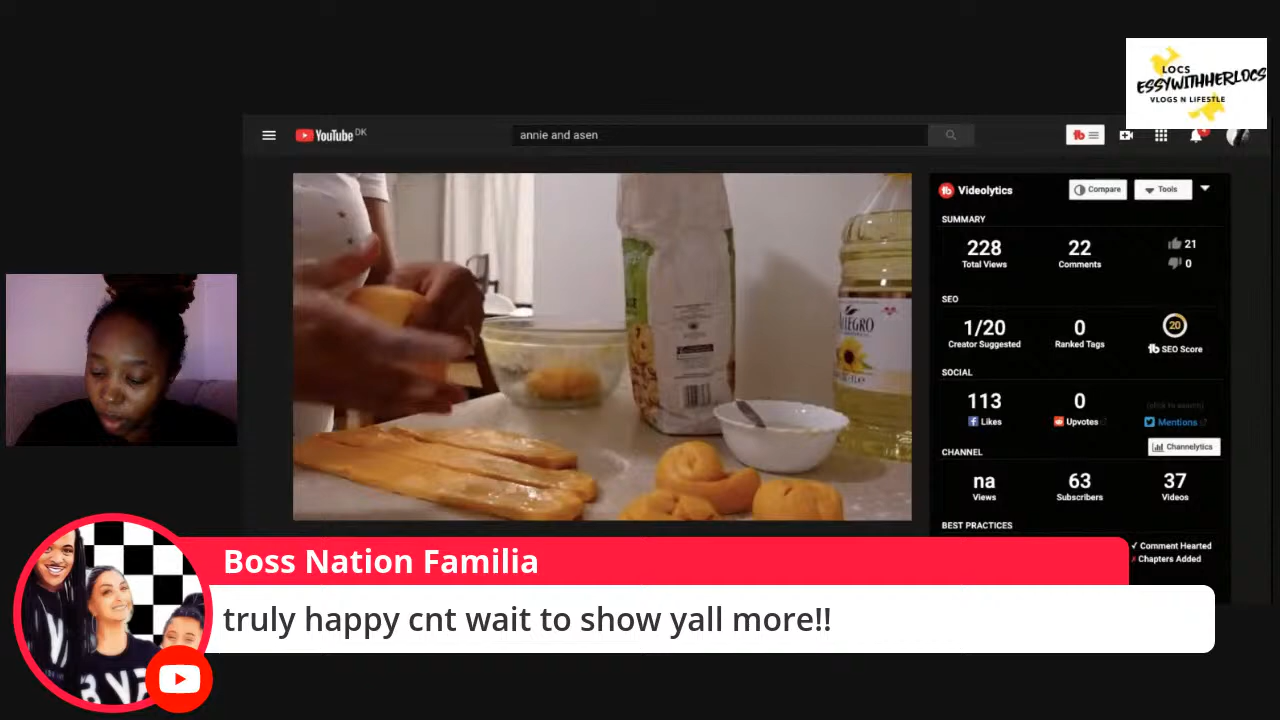 LOCS
ESSYWITHHERLOCS
VLOGS N LIFESTLE
YouTube DK
annie and asen
Videolytics
Compare
Tools
SUMMARY
228
22
21
Total Views
Comments
0
SEO
1/20
0
20
Creator Suggested
Ranked Tags
SEO Score
SOCIAL
113
0
(click to search)
Likes
Upvotes
Mentions
Channelytics
CHANNEL
na
63
37
Views
Subscribers
Videos
BEST PRACTICES
✓ Comment Hearted
Chapters Added
Boss Nation Familia
truly happy cnt wait to show yall more!!